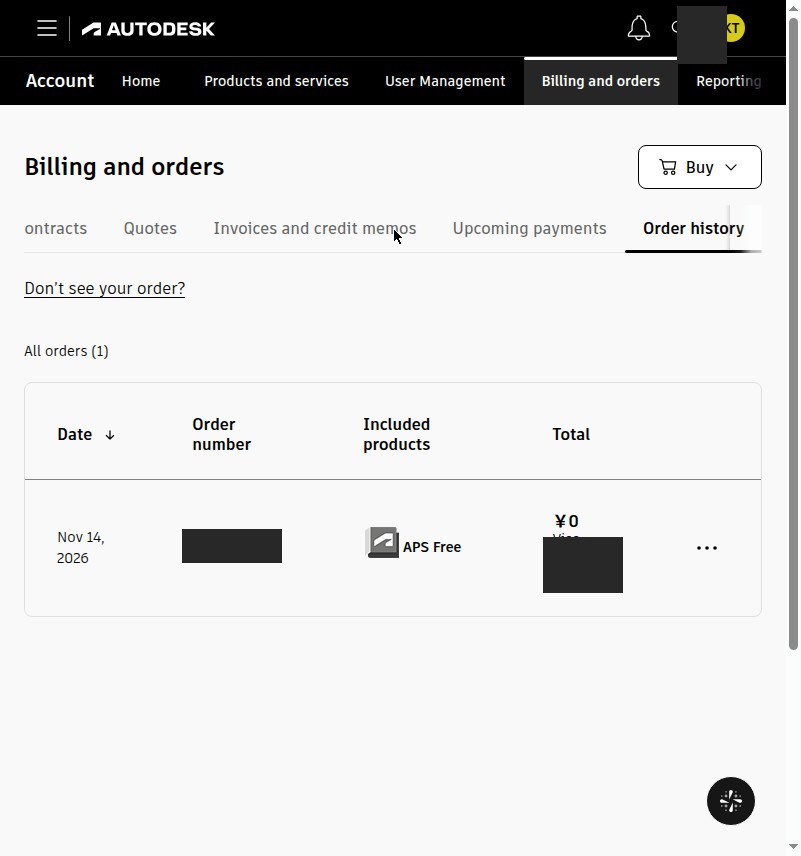 AUTODESK
KT
Account
Home
Products and services
User Management
Billing and orders
Reporting
Billing and orders
Buy
ontracts
Quotes
Invoices and credit memos
Upcoming payments
Order history
Don't see your order?
All orders (1)
Date
Order
number
Included
products
Total
Nov 14,
2026
APS Free
¥0